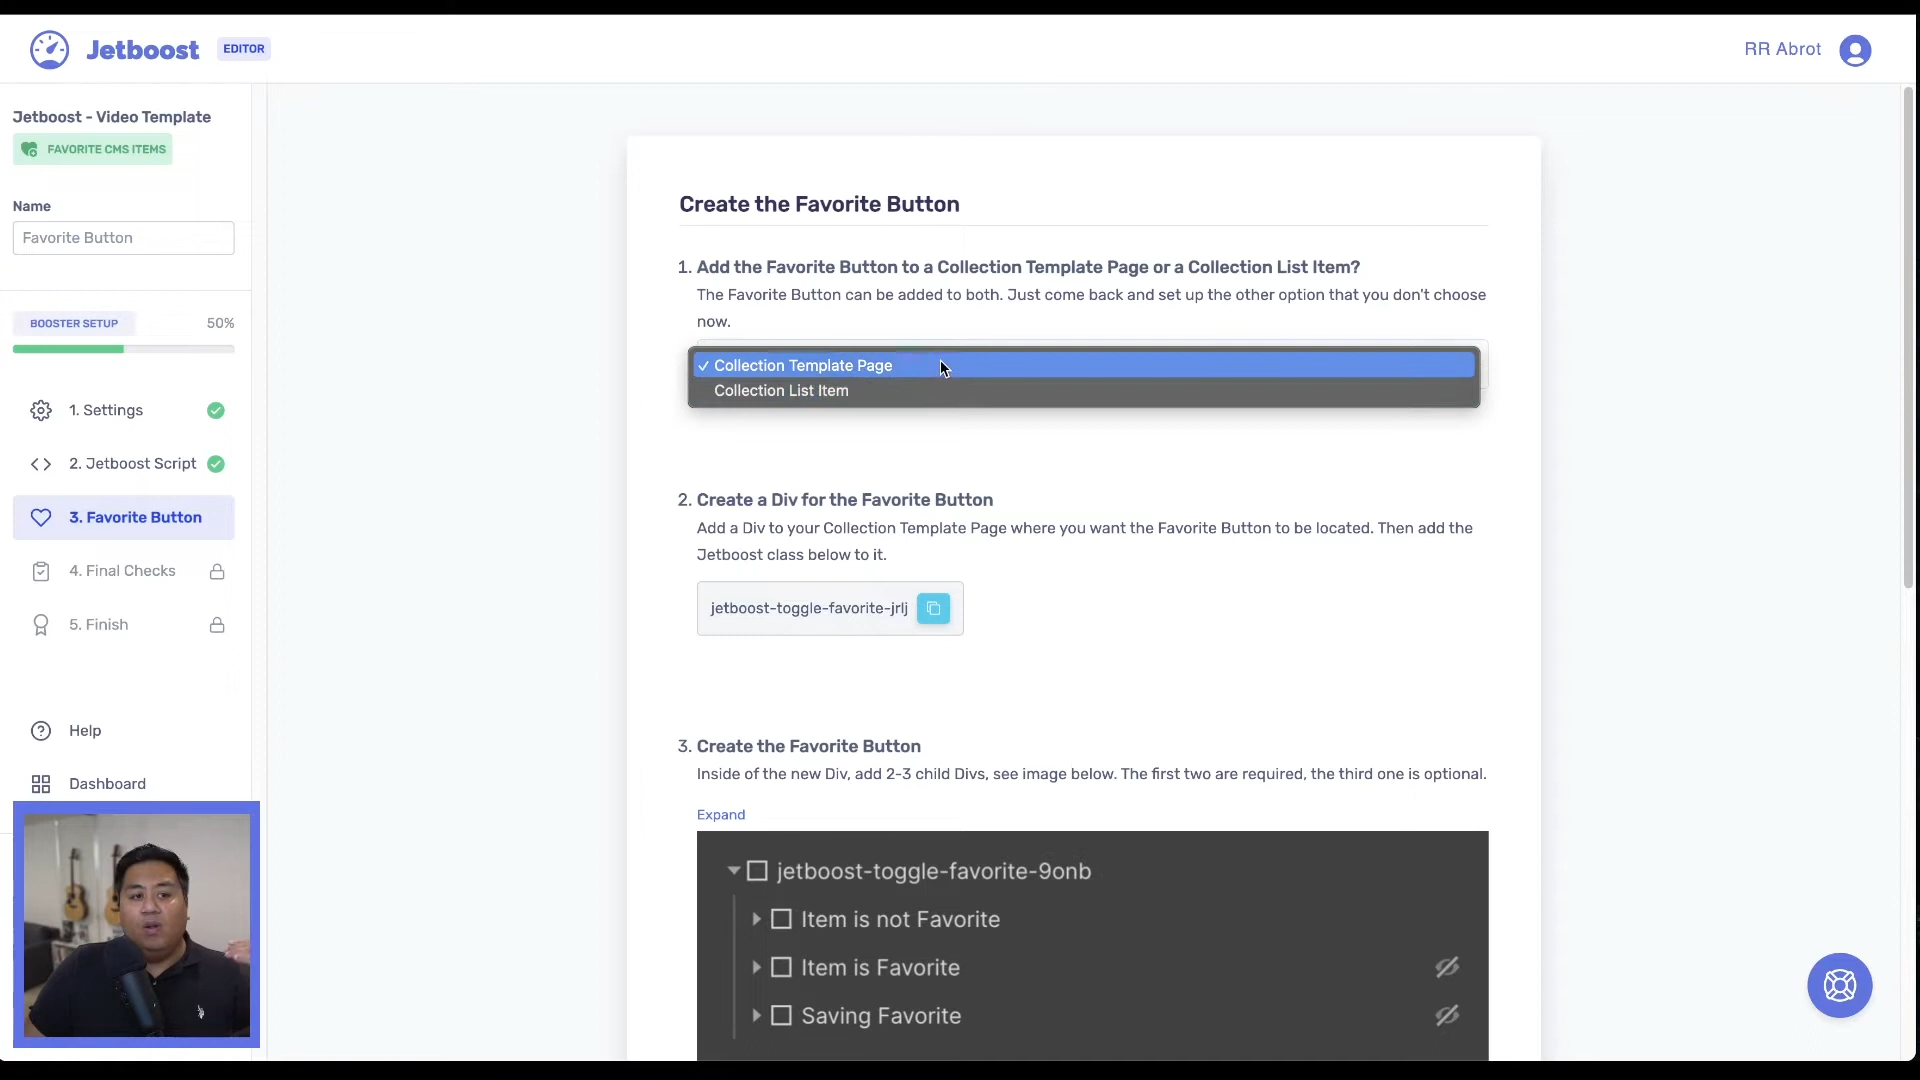 Jetboost
EDITOR
RR Abrot
Jetboost - Video Template
FAVORITE CMS ITEMS
Name
Favorite Button
BOOSTER SETUP
50%
1. Settings
2. Jetboost Script
3. Favorite Button
4. Final Checks
5. Finish
Help
Dashboard
Create the Favorite Button
1. Add the Favorite Button to a Collection Template Page or a Collection List Item?
The Favorite Button can be added to both. Just come back and set up the other option that you don't choose
now.
✓ Collection Template Page
Collection List Item
2. Create a Div for the Favorite Button
Add a Div to your Collection Template Page where you want the Favorite Button to be located. Then add the
Jetboost class below to it.
jetboost-toggle-favorite-jrlj
3. Create the Favorite Button
Inside of the new Div, add 2-3 child Divs, see image below. The first two are required, the third one is optional.
Expand
jetboost-toggle-favorite-9onb
Item is not Favorite
Item is Favorite
Saving Favorite